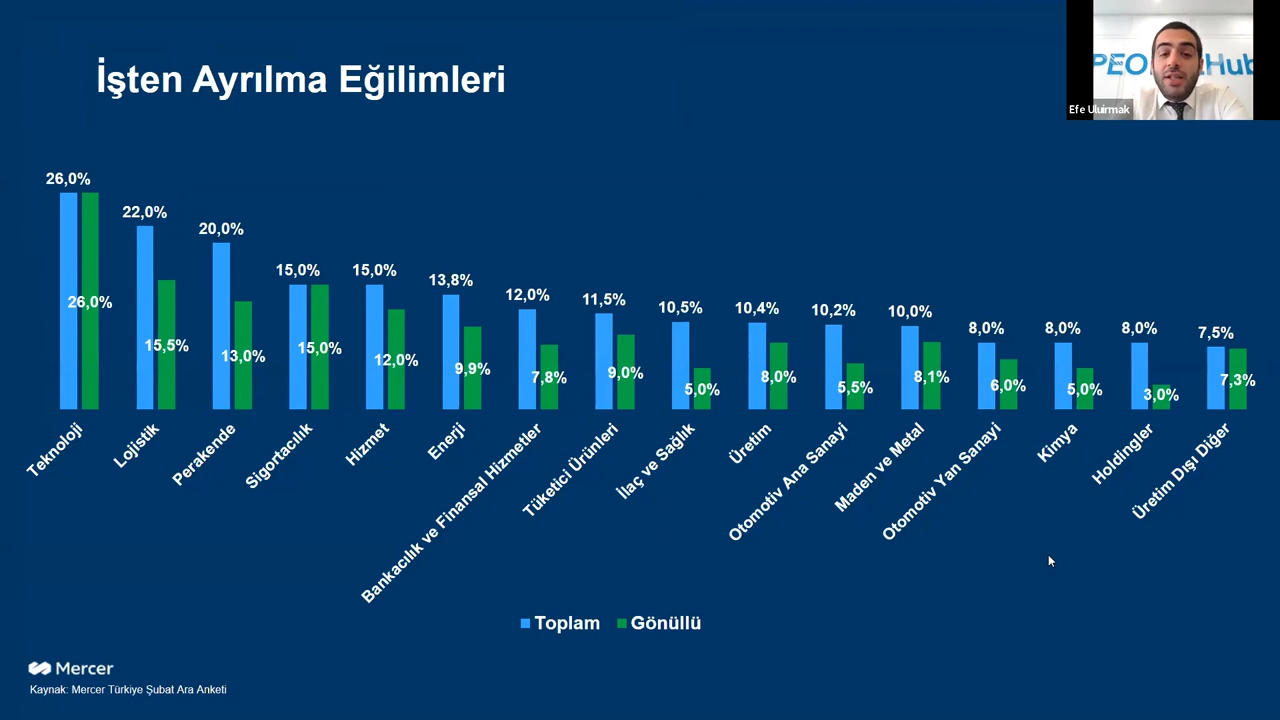 İşten Ayrılma Eğilimleri
Efe Uluirmak
26,0%
22,0%
20,0%
15,0%
15,0%
13,8%
12,0%
11,5%
10,5%
10,4%
10,2%
10,0%
8,0%
8,0%
8,0%
7,5%
26,0%
15,5%
13,0%
15,0%
12,0%
9,9%
7,8%
9,0%
5,0%
8,0%
5,5%
8,1%
6,0%
5,0%
3,0%
7,3%
Teknoloji
Lojistik
Perakende
Sigortacılık
Hizmet
Enerji
Bankacılık ve Finansal Hizmetler
Tüketici Ürünleri
İlaç ve Sağlık
Üretim
Otomotiv Ana Sanayi
Maden ve Metal
Otomotiv Yan Sanayi
Kimya
Holdingler
Üretim Dışı Diğer
Toplam
Gönüllü
Mercer
Kaynak: Mercer Türkiye Şubat Ara Anketi